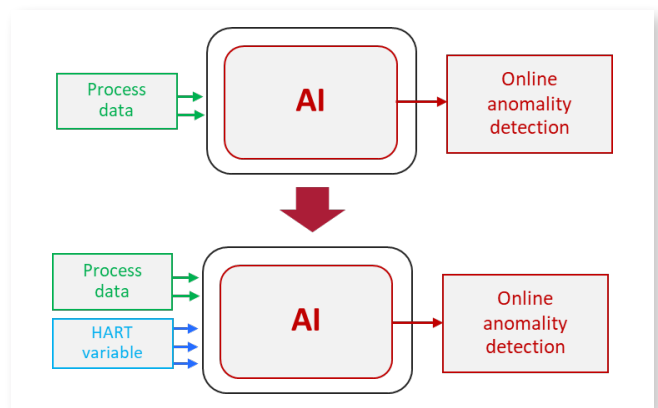 Process
data
AI
Online
anomality
detection
Process
data
HART
variable
AI
Online
anomality
detection